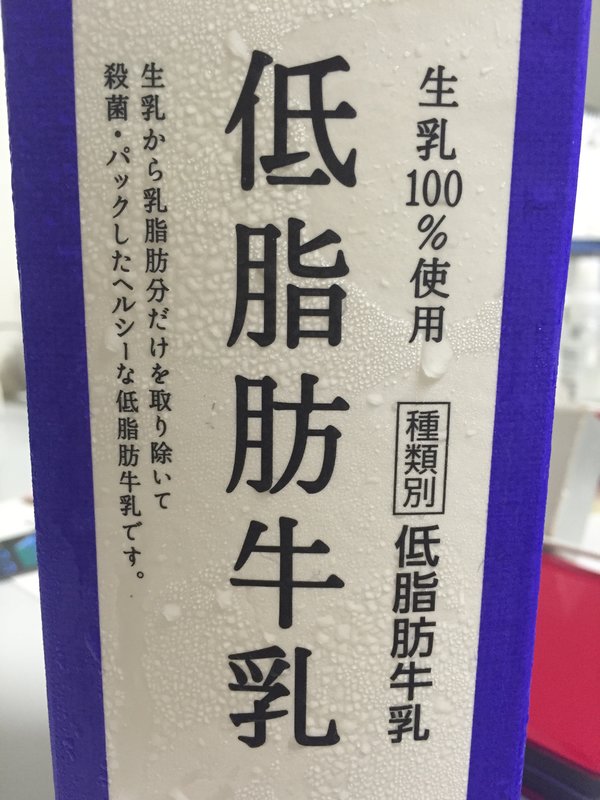 生乳100%使用
種類別 低脂肪牛乳
低脂肪牛乳
生乳から乳脂肪分だけを取り除いて
殺菌・パックしたヘルシーな低脂肪牛乳です。